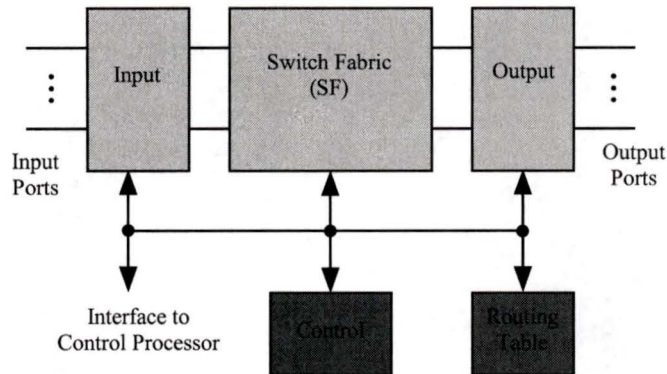 Input
Switch Fabric
(SF)
Output
Input
Ports
Output
Ports
Interface to
Control Processor
Control
Routing
Table